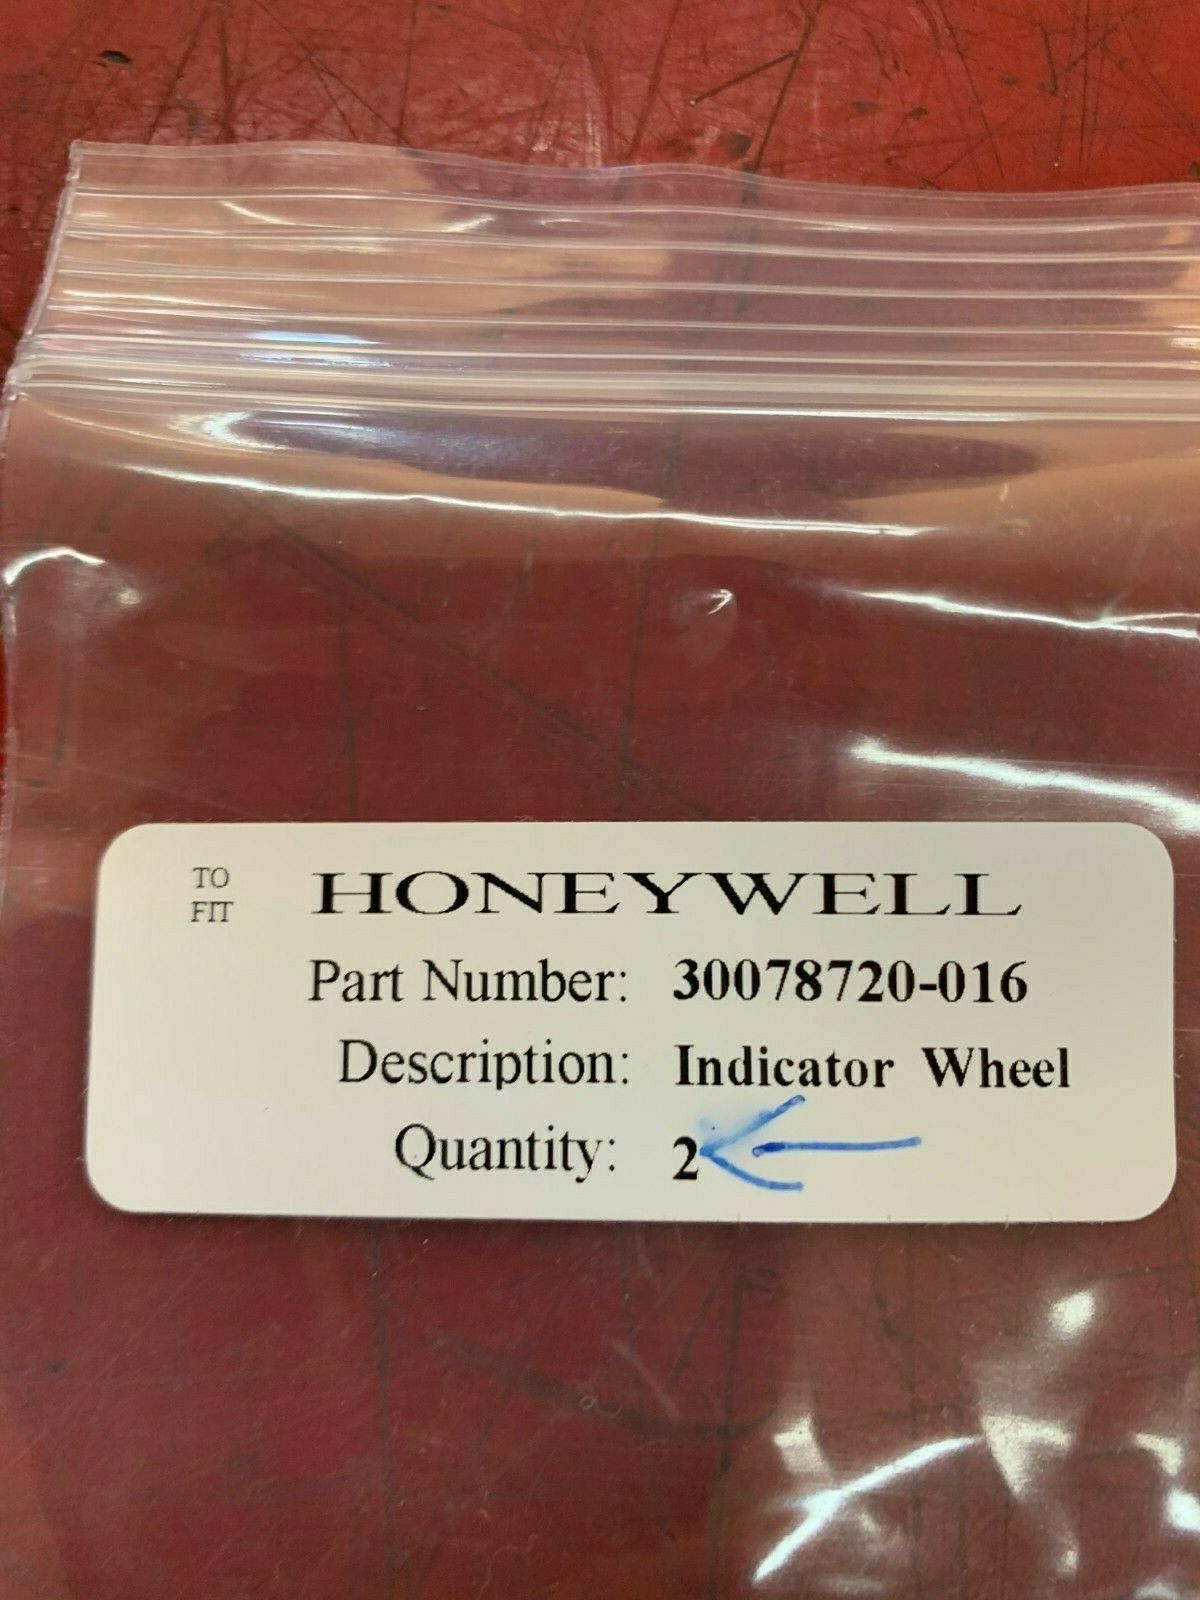 TO FIT HONEYWELL
Part Number: 30078720-016
Description: Indicator Wheel
Quantity: 2